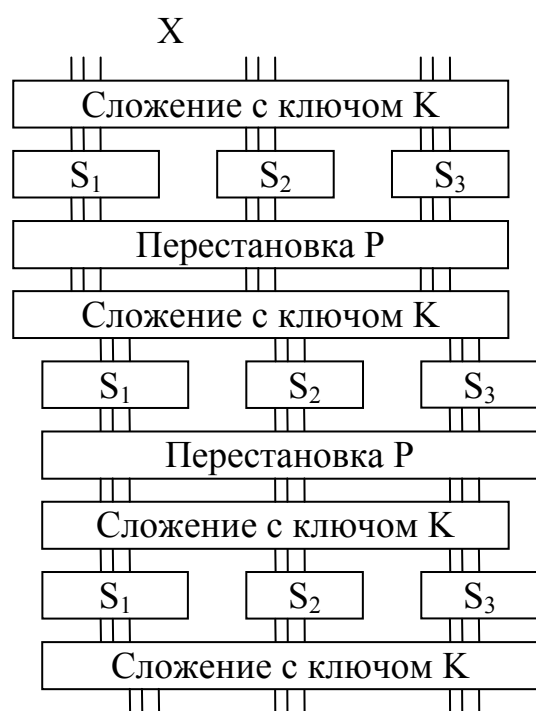 X
Сложение с ключом K
S₁ S₂ S₃
Перестановка P
Сложение с ключом K
S₁ S₂ S₃
Перестановка P
Сложение с ключом K
S₁ S₂ S₃
Сложение с ключом K